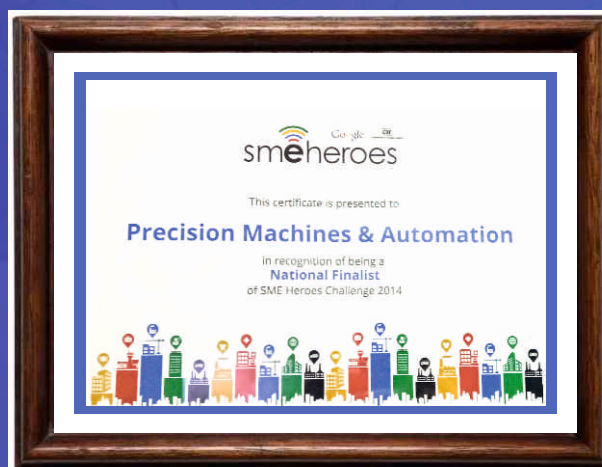 Google
smeheroes
This certificate is presented to
Precision Machines & Automation
in recognition of being a
National Finalist
of SME Heroes Challenge 2014